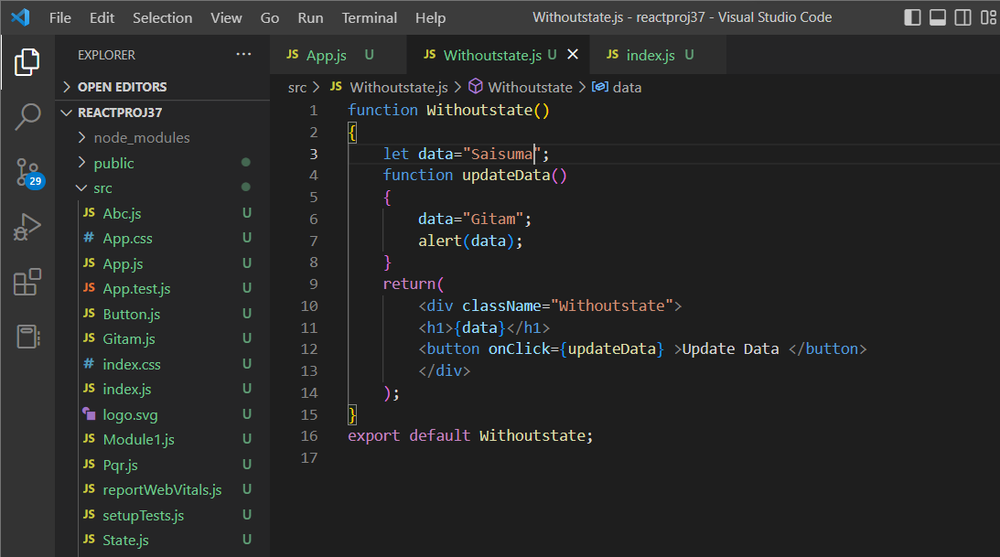 File Edit Selection View Go Run Terminal Help Withoutstate.js - reactproj37 - Visual Studio Code
EXPLORER ···
JS App.js U JS Withoutstate.js U × JS index.js U
src > JS Withoutstate.js > Withoutstate > data
OPEN EDITORS
REACTPROJ37
node_modules
public
src
JS Abc.js U
# App.css U
JS App.js U
JS App.test.js U
JS Button.js U
JS Gitam.js U
# index.css U
JS index.js U
logo.svg U
JS Module1.js U
JS Pqr.js U
JS reportWebVitals.js U
JS setupTests.js U
JS State.js U
29
1 function Withoutstate()
2 {
3 let data="Saisuma";
4 function updateData()
5 {
6 data="Gitam";
7 alert(data);
8 }
9 return(
10 <div className="Withoutstate">
11 <h1>{data}</h1>
12 <button onClick={updateData} >Update Data </button>
13 </div>
14 );
15 }
16 export default Withoutstate;
17